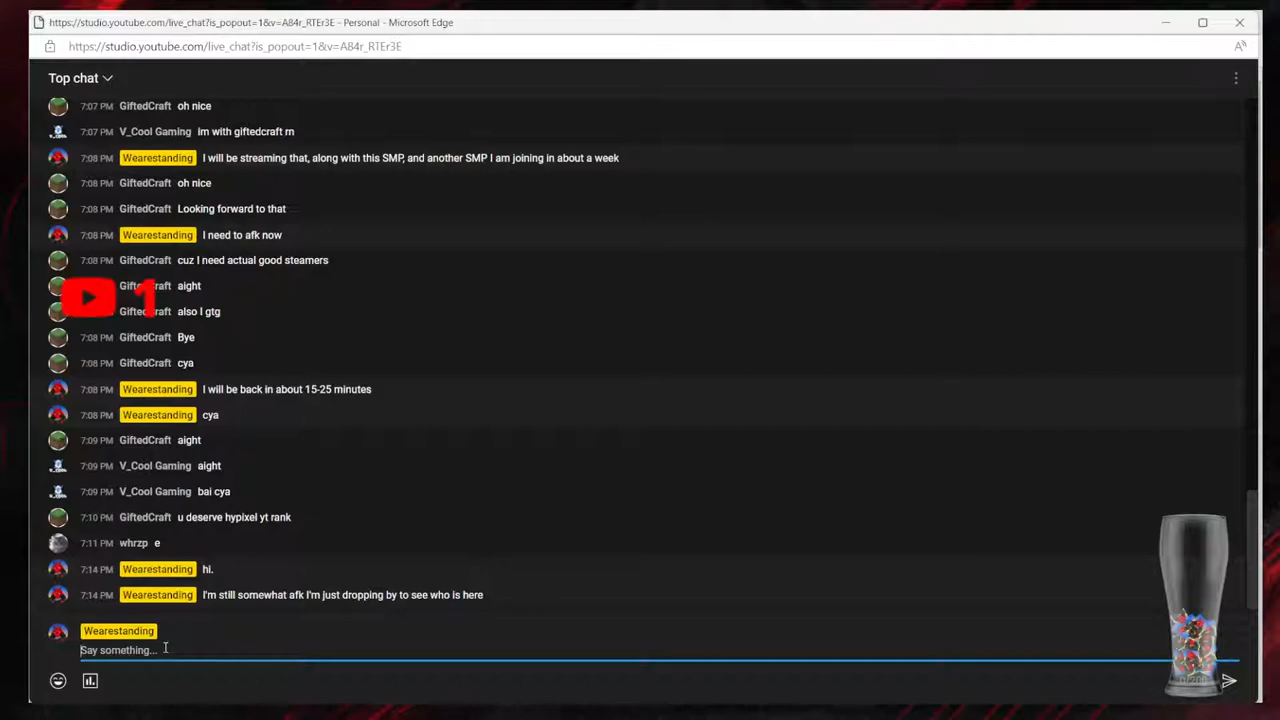 https://studio.youtube.com/live_chat?is_popout=1&v=A84r_RTEr3E - Personal - Microsoft Edge
https://studio.youtube.com/live_chat?is_popout=1&v=A84r_RTEr3E
Top chat
7:07 PM GiftedCraft oh nice
7:07 PM V_Cool Gaming im with giftedcraft rn
7:08 PM Wearestanding I will be streaming that, along with this SMP, and another SMP I am joining in about a week
7:08 PM GiftedCraft oh nice
7:08 PM GiftedCraft Looking forward to that
7:08 PM Wearestanding I need to afk now
7:08 PM GiftedCraft cuz I need actual good steamers
GiftedCraft aight
1
GiftedCraft also I gtg
7:08 PM GiftedCraft Bye
7:08 PM GiftedCraft cya
7:08 PM Wearestanding I will be back in about 15-25 minutes
7:08 PM Wearestanding cya
7:09 PM GiftedCraft aight
7:09 PM V_Cool Gaming aight
7:09 PM V_Cool Gaming bai cya
7:10 PM GiftedCraft u deserve hypixel yt rank
7:11 PM whrzp e
7:14 PM Wearestanding hi.
7:14 PM Wearestanding I'm still somewhat afk I'm just dropping by to see who is here
Wearestanding
Say something...